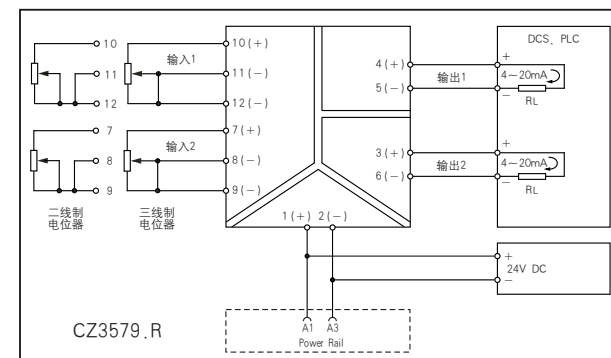 DCS、PLC
10
10(+)
输入1
4(+)
+
11
11(−)
输出1
4~20mA
5(−)
−
RL
12
12(−)
7
7(+)
输入2
3(+)
+
8
8(−)
输出2
4~20mA
6(−)
−
RL
9
9(−)
二线制
电位器
三线制
电位器
1(+)
2(−)
+
24V DC
−
CZ3579.R
A1
A3
Power Rail